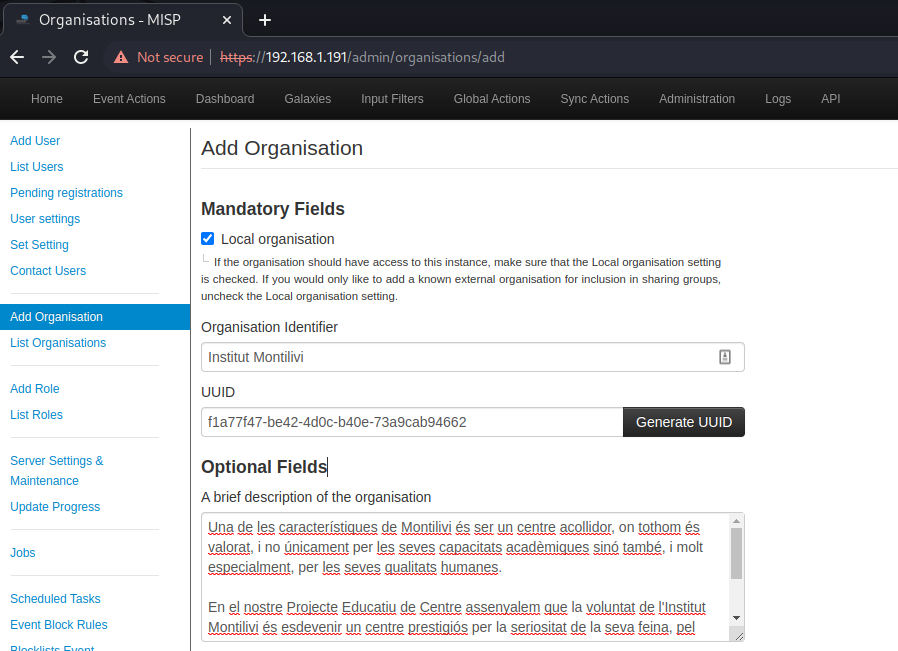 Organisations - MISP
Not secure https://192.168.1.191/admin/organisations/add
Home Event Actions Dashboard Galaxies Input Filters Global Actions Sync Actions Administration Logs API
Add User
List Users
Pending registrations
User settings
Set Setting
Contact Users
Add Organisation
List Organisations
Add Role
List Roles
Server Settings &
Maintenance
Update Progress
Jobs
Scheduled Tasks
Event Block Rules
Blocklists Event
Add Organisation
Mandatory Fields
Local organisation
If the organisation should have access to this instance, make sure that the Local organisation setting
is checked. If you would only like to add a known external organisation for inclusion in sharing groups,
uncheck the Local organisation setting.
Organisation Identifier
Institut Montilivi
UUID
f1a77f47-be42-4d0c-b40e-73a9cab94662
Generate UUID
Optional Fields
A brief description of the organisation
Una de les característiques de Montilivi és ser un centre acollidor, on tothom és
valorat, i no únicament per les seves capacitats acadèmiques sinó també, i molt
especialment, per les seves qualitats humanes.
En el nostre Projecte Educatiu de Centre assenyalem que la voluntat de l'Institut
Montilivi és esdevenir un centre prestigiós per la seriositat de la seva feina, pel